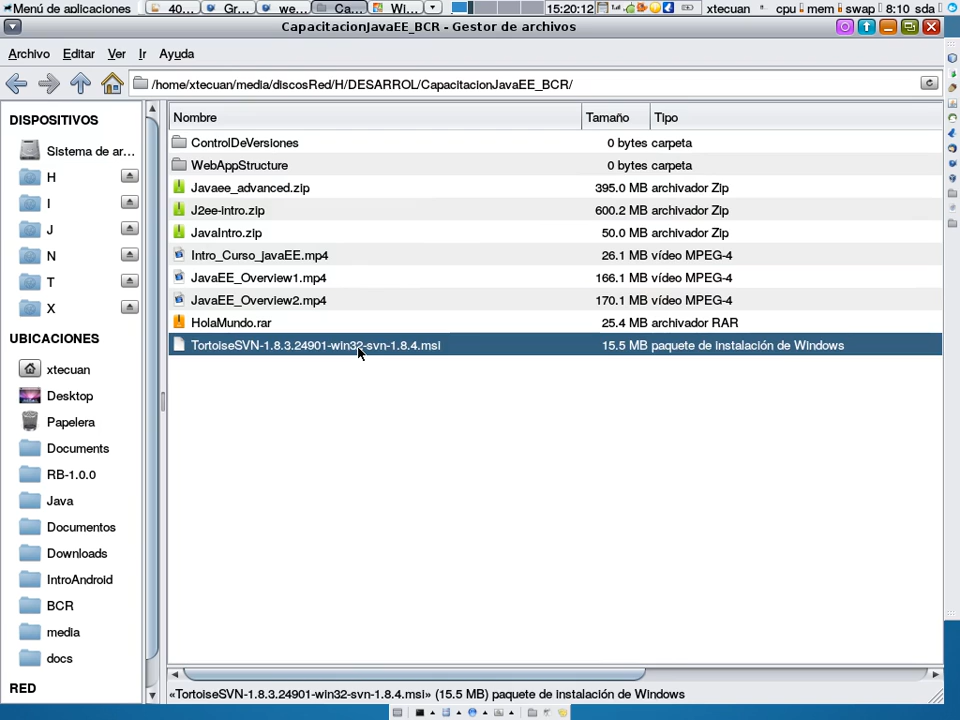 Menú de aplicaciones 40... Gr... we... Ca... Wi... 15:20:12 xtecuan cpu mem swap 8:10 sda
CapacitacionJavaEE_BCR - Gestor de archivos
Archivo Editar Ver Ir Ayuda
/home/xtecuan/media/discosRed/H/DESARROL/CapacitacionJavaEE_BCR/
DISPOSITIVOS
Sistema de ar...
H
I
J
N
T
X
UBICACIONES
xtecuan
Desktop
Papelera
Documents
RB-1.0.0
Java
Documentos
Downloads
IntroAndroid
BCR
media
docs
RED
Nombre Tamaño Tipo
ControlDeVersiones 0 bytes carpeta
WebAppStructure 0 bytes carpeta
Javaee_advanced.zip 395.0 MB archivador Zip
J2ee-intro.zip 600.2 MB archivador Zip
JavaIntro.zip 50.0 MB archivador Zip
Intro_Curso_javaEE.mp4 26.1 MB vídeo MPEG-4
JavaEE_Overview1.mp4 166.1 MB vídeo MPEG-4
JavaEE_Overview2.mp4 170.1 MB vídeo MPEG-4
HolaMundo.rar 25.4 MB archivador RAR
TortoiseSVN-1.8.3.24901-win32-svn-1.8.4.msi 15.5 MB paquete de instalación de Windows
«TortoiseSVN-1.8.3.24901-win32-svn-1.8.4.msi» (15.5 MB) paquete de instalación de Windows